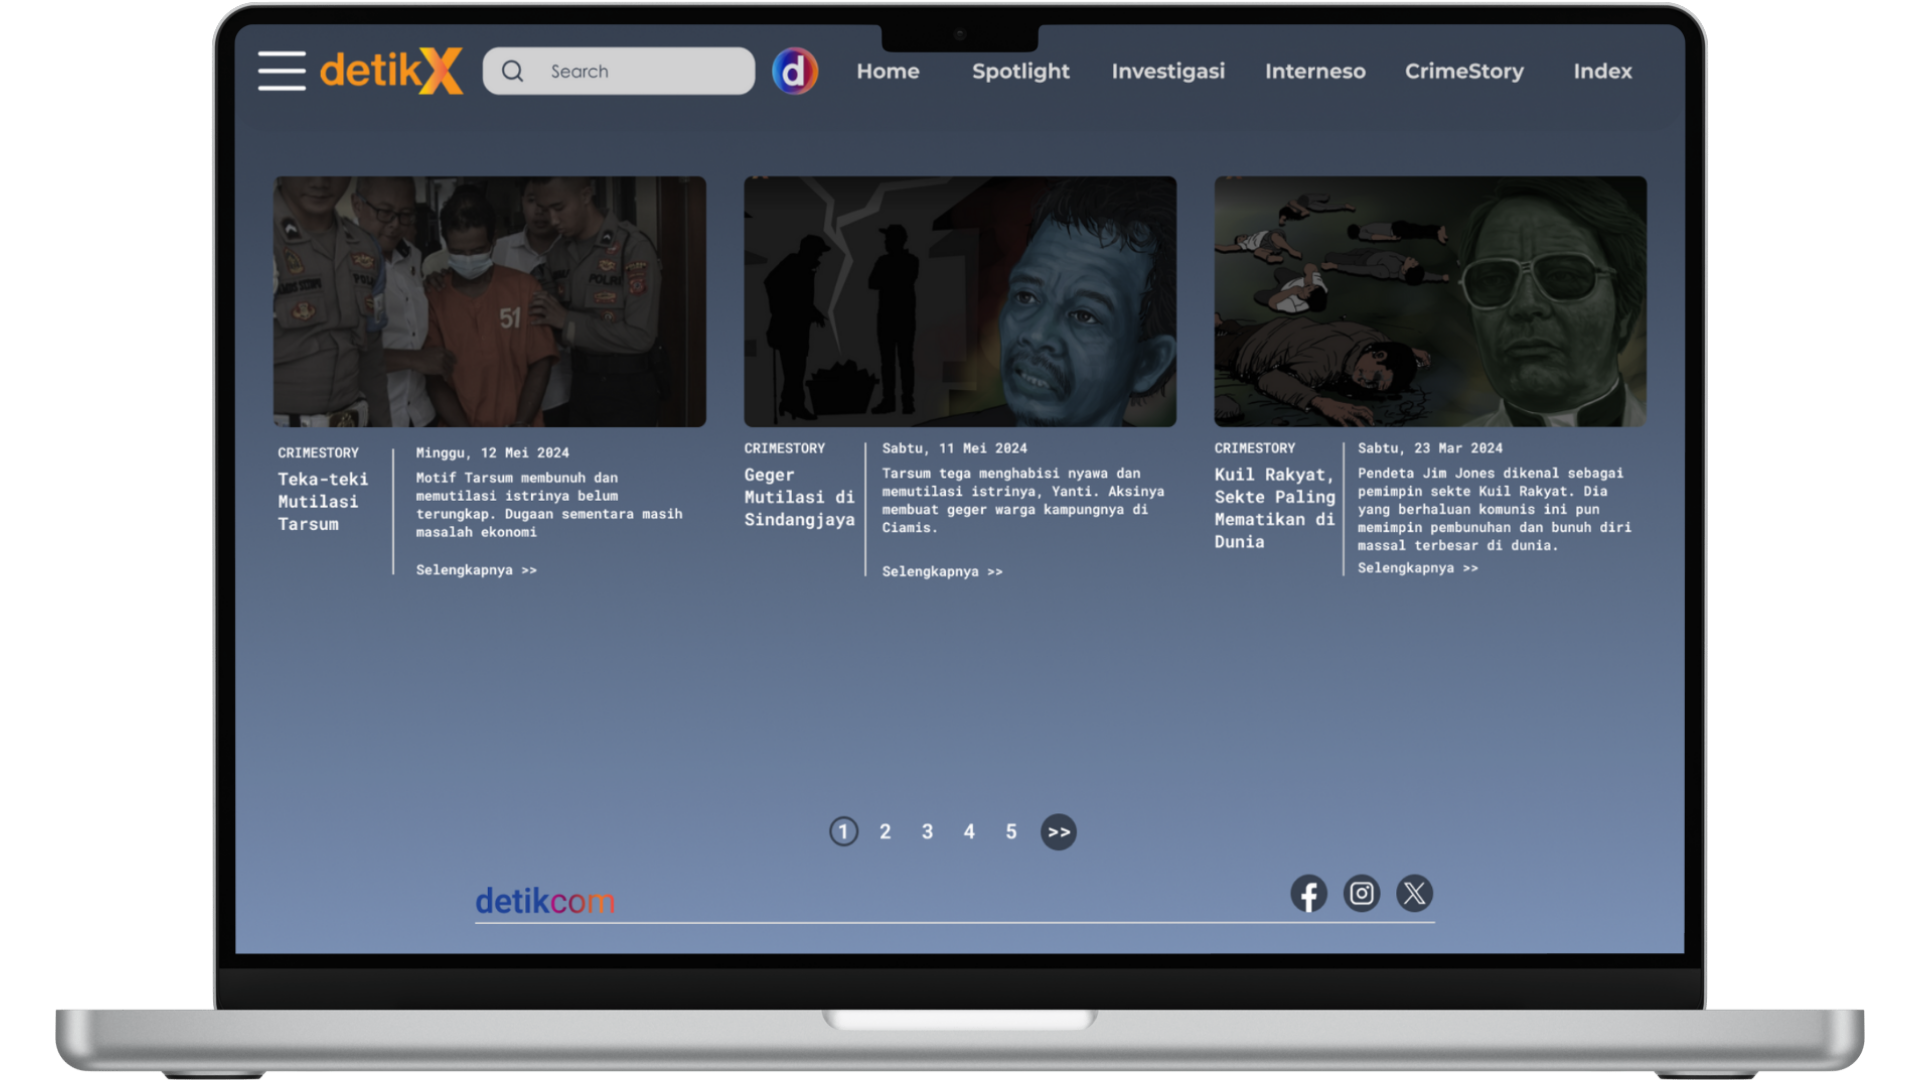 detikX
Search
d
Home
Spotlight
Investigasi
Interneso
CrimeStory
Index
51
POLRI
CRIMESTORY
Teka-teki
Mutilasi
Tarsum
Minggu, 12 Mei 2024
Motif Tarsum membunuh dan
memutilasi istrinya belum
terungkap. Dugaan sementara masih
masalah ekonomi
Selengkapnya >>
CRIMESTORY
Geger
Mutilasi di
Sindangjaya
Sabtu, 11 Mei 2024
Tarsum tega menghabisi nyawa dan
memutilasi istrinya, Yanti. Aksinya
membuat geger warga kampungnya di
Ciamis.
Selengkapnya >>
CRIMESTORY
Kuil Rakyat,
Sekte Paling
Mematikan di
Dunia
Sabtu, 23 Mar 2024
Pendeta Jim Jones dikenal sebagai
pemimpin sekte Kuil Rakyat. Dia
yang berhaluan komunis ini pun
memimpin pembunuhan dan bunuh diri
massal terbesar di dunia.
Selengkapnya >>
1 2 3 4 5 >>
detikcom